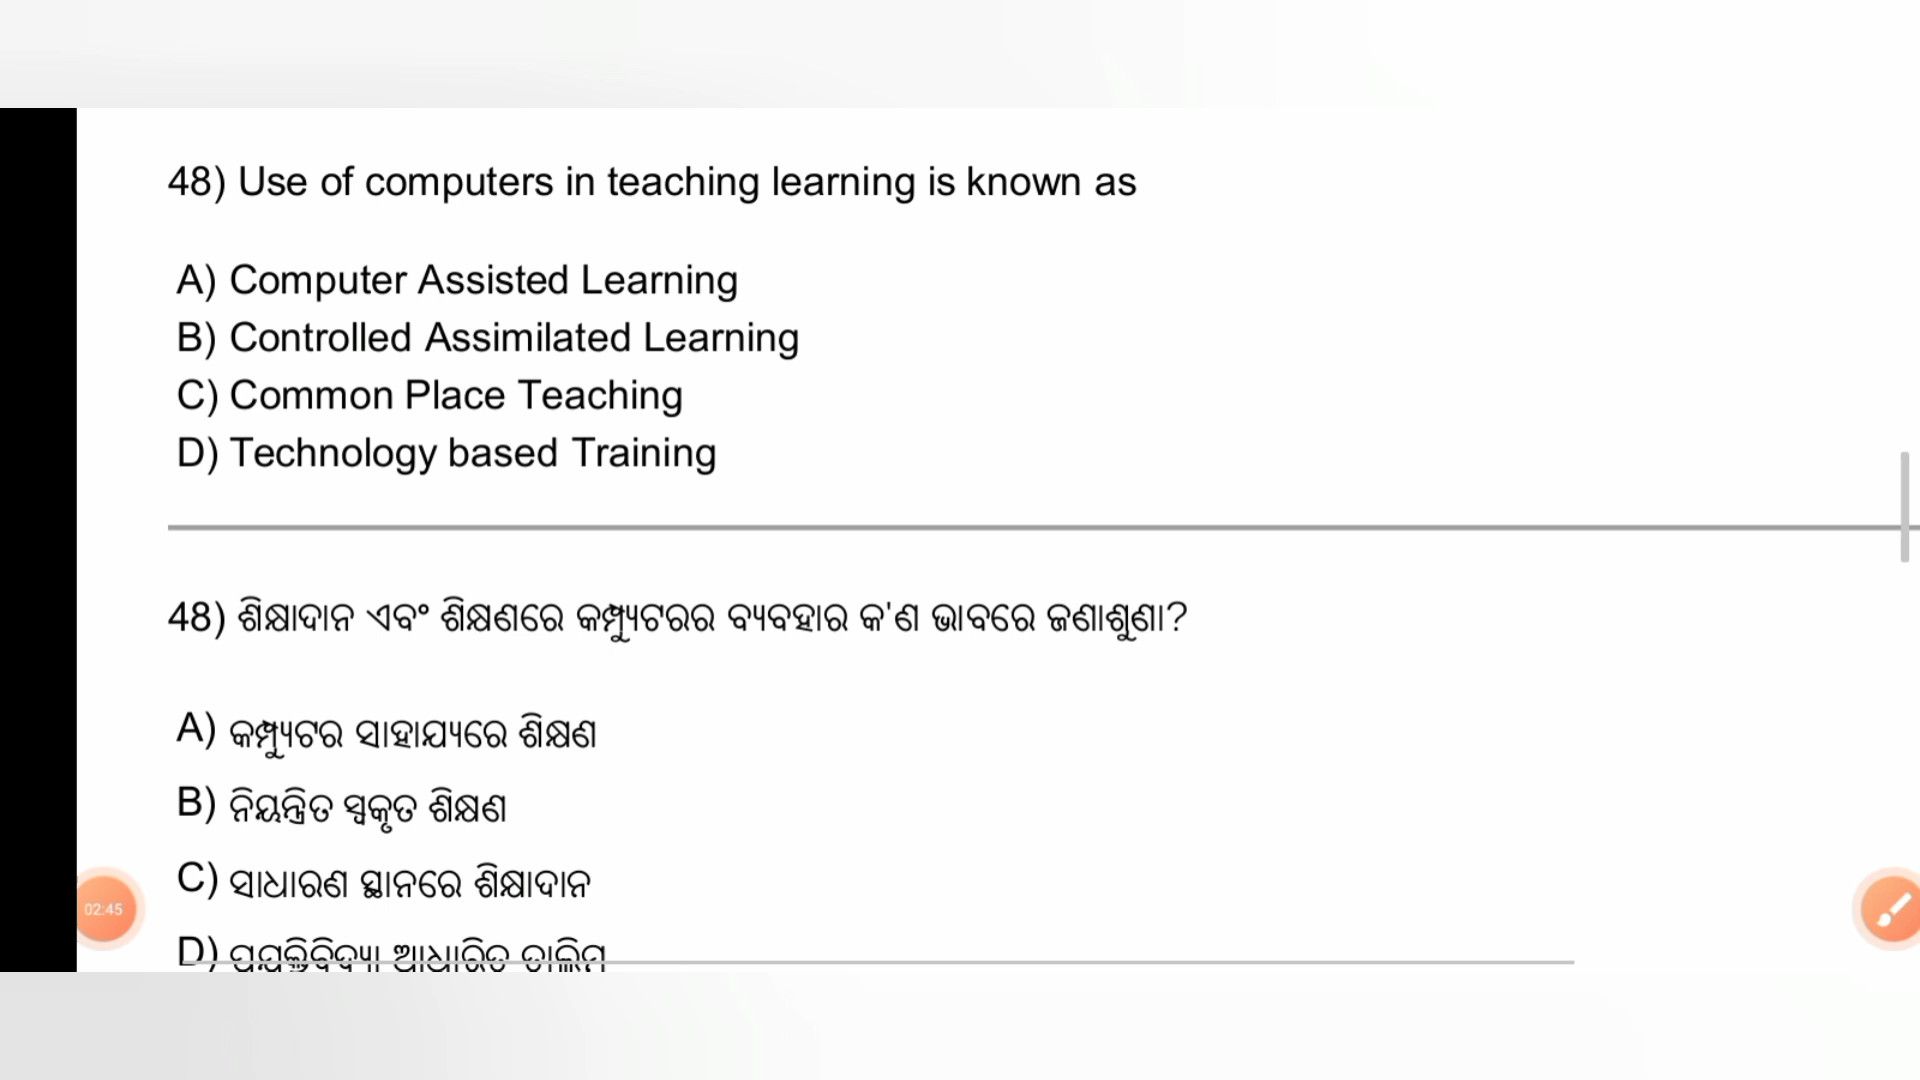 48) Use of computers in teaching learning is known as
A) Computer Assisted Learning
B) Controlled Assimilated Learning
C) Common Place Teaching
D) Technology based Training
48) ଶିକ୍ଷାଦାନ ଏବଂ ଶିକ୍ଷଣରେ କମ୍ପ୍ୟୁଟରର ବ୍ୟବହାର କ'ଣ ଭାବରେ ଜଣାଶୁଣା?
A) କମ୍ପ୍ୟୁଟର ସାହାଯ୍ୟରେ ଶିକ୍ଷଣ
B) ନିୟନ୍ତ୍ରିତ ସ୍ୱକୃତ ଶିକ୍ଷଣ
C) ସାଧାରଣ ସ୍ଥାନରେ ଶିକ୍ଷାଦାନ
02:45
D) ଆଧାରିତ ତାଲିମ